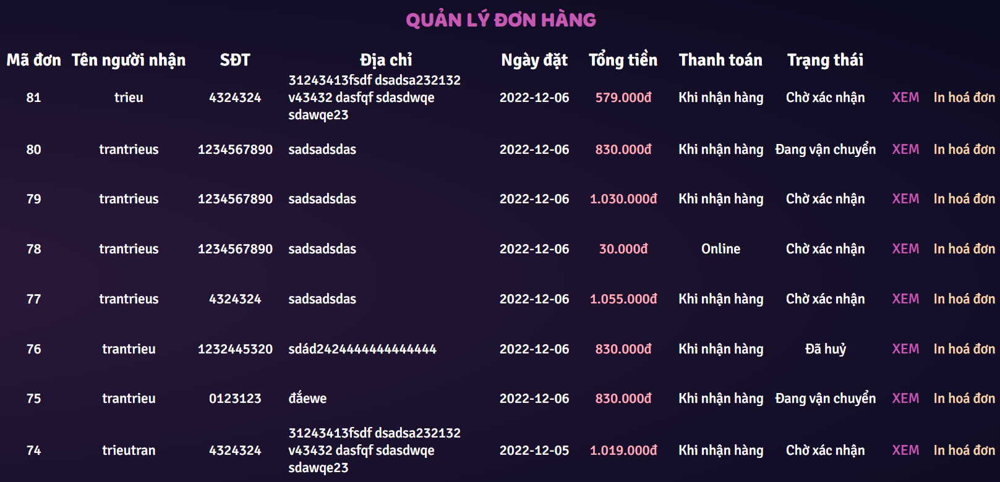 QUẢN LÝ ĐƠN HÀNG
Mã đơn Tên người nhận SĐT Địa chỉ Ngày đặt Tổng tiền Thanh toán Trạng thái
81 trieu 4324324 31243413fsdf dsadsa232132
v43432 dasfqf sdasdwqe
sdawqe23 2022-12-06 579.000đ Khi nhận hàng Chờ xác nhận XEM In hoá đơn
80 trantrieus 1234567890 sadsadsdas 2022-12-06 830.000đ Khi nhận hàng Đang vận chuyển XEM In hoá đơn
79 trantrieus 1234567890 sadsadsdas 2022-12-06 1.030.000đ Khi nhận hàng Chờ xác nhận XEM In hoá đơn
78 trantrieus 1234567890 sadsadsdas 2022-12-06 30.000đ Online Chờ xác nhận XEM In hoá đơn
77 trantrieus 4324324 sadsadsdas 2022-12-06 1.055.000đ Khi nhận hàng Chờ xác nhận XEM In hoá đơn
76 trantrieu 1232445320 sdád2424444444444444 2022-12-06 830.000đ Khi nhận hàng Đã huỷ XEM In hoá đơn
75 trantrieu 0123123 đắewe 2022-12-06 830.000đ Khi nhận hàng Đang vận chuyển XEM In hoá đơn
74 trieutran 4324324 31243413fsdf dsadsa232132
v43432 dasfqf sdasdwqe
sdawqe23 2022-12-05 1.019.000đ Khi nhận hàng Chờ xác nhận XEM In hoá đơn